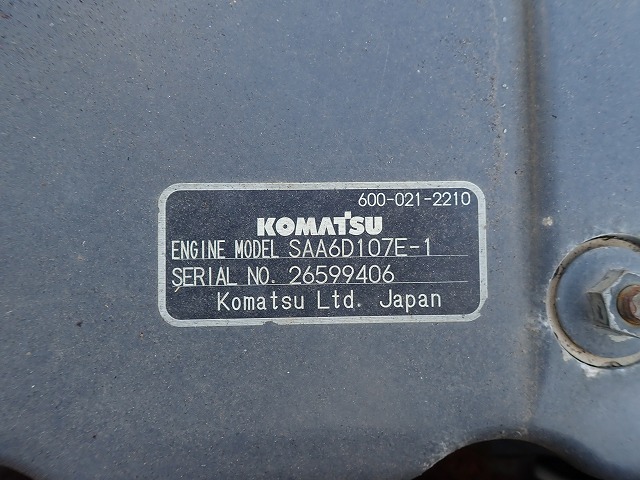 600-021-2210
KOMATSU
ENGINE MODEL SAA6D107E-1
SERIAL NO. 26599406
Komatsu Ltd. Japan